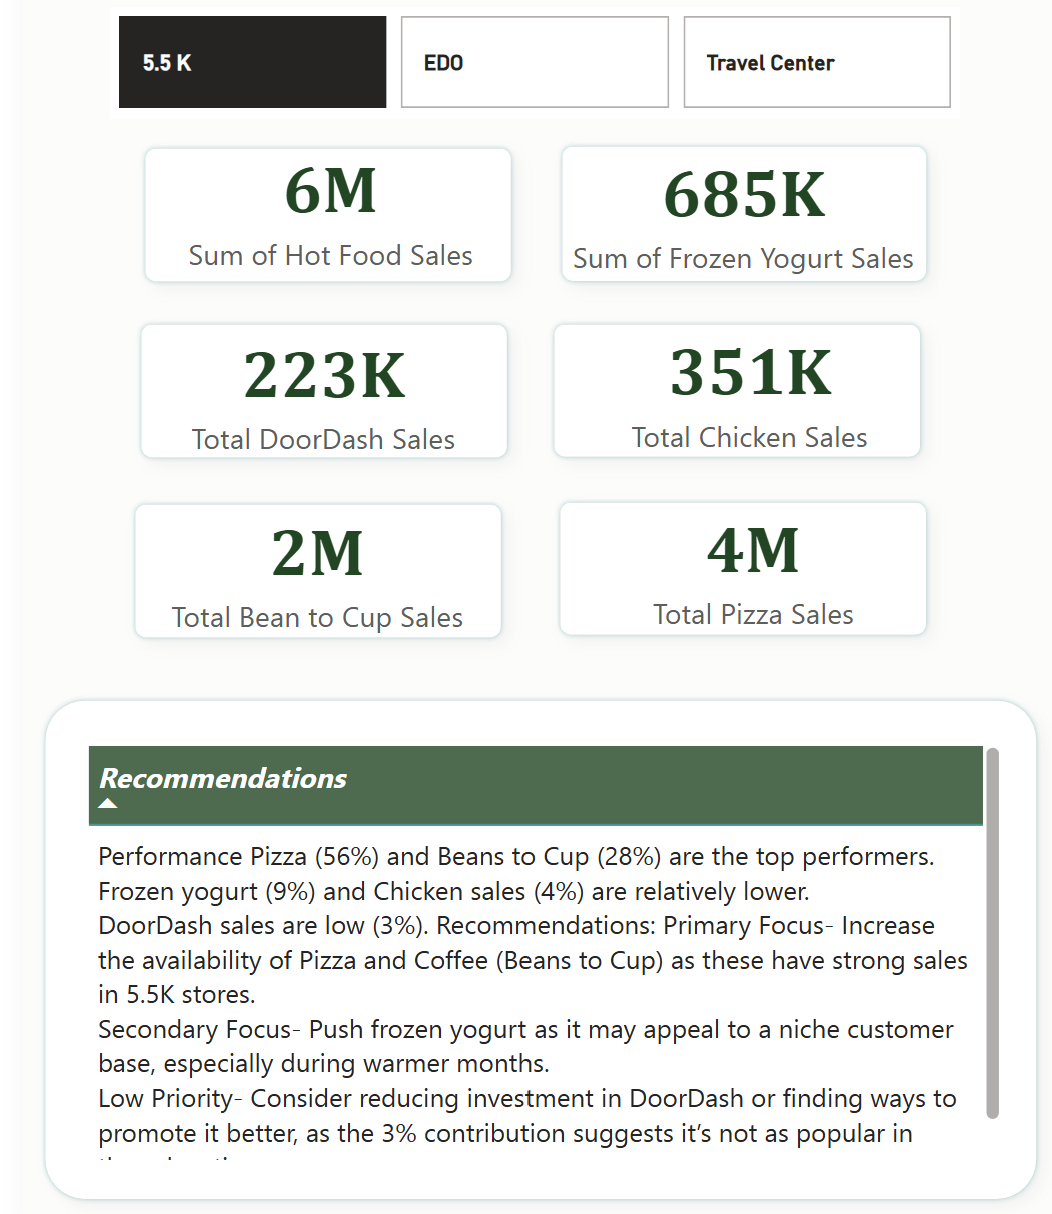 5.5 K
EDO
Travel Center
6M
Sum of Hot Food Sales
685K
Sum of Frozen Yogurt Sales
223K
Total DoorDash Sales
351K
Total Chicken Sales
2M
Total Bean to Cup Sales
4M
Total Pizza Sales
Recommendations
Performance Pizza (56%) and Beans to Cup (28%) are the top performers.
Frozen yogurt (9%) and Chicken sales (4%) are relatively lower.
DoorDash sales are low (3%). Recommendations: Primary Focus- Increase
the availability of Pizza and Coffee (Beans to Cup) as these have strong sales
in 5.5K stores.
Secondary Focus- Push frozen yogurt as it may appeal to a niche customer
base, especially during warmer months.
Low Priority- Consider reducing investment in DoorDash or finding ways to
promote it better, as the 3% contribution suggests it’s not as popular in